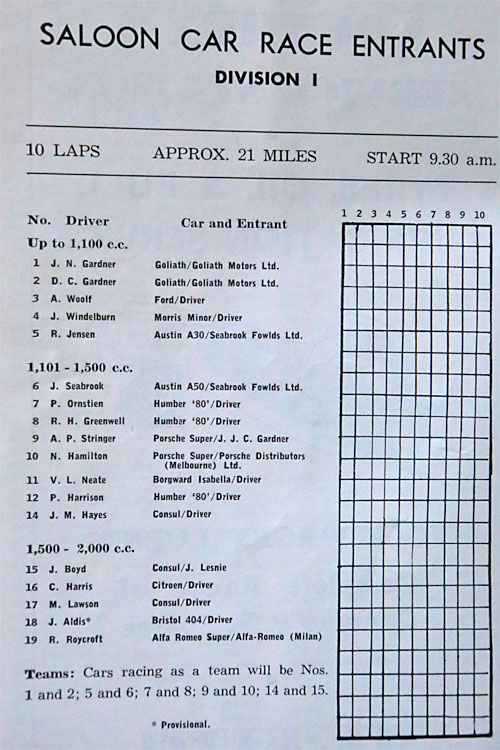 SALOON CAR RACE ENTRANTS
DIVISION I
10 LAPS APPROX. 21 MILES START 9.30 a.m.
No. Driver Car and Entrant 1 2 3 4 5 6 7 8 9 10
Up to 1,100 c.c.
1 J. N. Gardner Goliath/Goliath Motors Ltd.
2 D. C. Gardner Goliath/Goliath Motors Ltd.
3 A. Woolf Ford/Driver
4 J. Windelburn Morris Minor/Driver
5 R. Jensen Austin A30/Seabrook Fowlds Ltd.
1,101 - 1,500 c.c.
6 J. Seabrook Austin A50/Seabrook Fowlds Ltd.
7 P. Ornstien Humber ‘80’/Driver
8 R. H. Greenwell Humber ‘80’/Driver
9 A. P. Stringer Porsche Super/J. J. C. Gardner
10 N. Hamilton Porsche Super/Porsche Distributors
(Melbourne) Ltd.
11 V. L. Neate Borgward Isabella/Driver
12 P. Harrison Humber ‘80’/Driver
14 J. M. Hayes Consul/Driver
1,500 - 2,000 c.c.
15 J. Boyd Consul/J. Lesnie
16 C. Harris Citroen/Driver
17 M. Lawson Consul/Driver
18 J. Aldis* Bristol 404/Driver
19 R. Roycroft Alfa Romeo Super/Alfa-Romeo (Milan)
Teams: Cars racing as a team will be Nos.
1 and 2; 5 and 6; 7 and 8; 9 and 10; 14 and 15.
* Provisional.